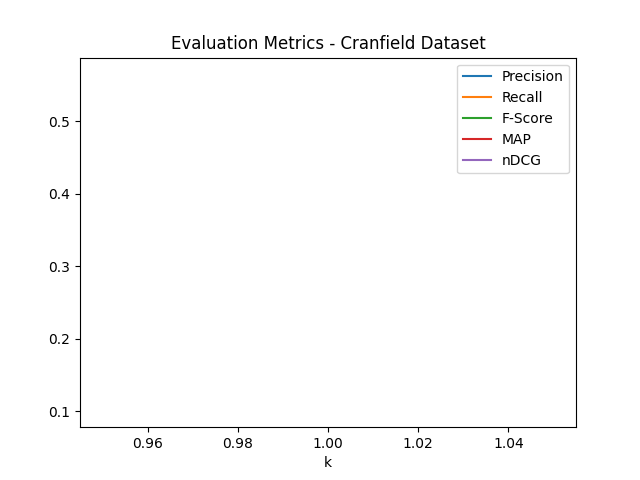 Evaluation Metrics - Cranfield Dataset
Precision
Recall
F-Score
MAP
nDCG
0.5
0.4
0.3
0.2
0.1
0.96
0.98
1.00
1.02
1.04
k